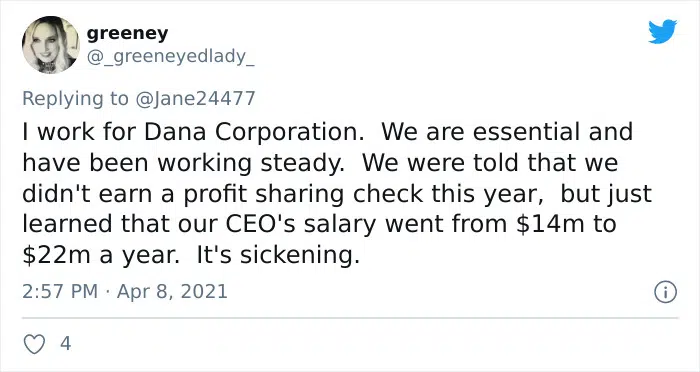 greeney
@_greeneyedlady_
Replying to @Jane24477
I work for Dana Corporation.  We are essential and
have been working steady.  We were told that we
didn't earn a profit sharing check this year,  but just
learned that our CEO's salary went from $14m to
$22m a year.  It's sickening.
2:57 PM · Apr 8, 2021
4